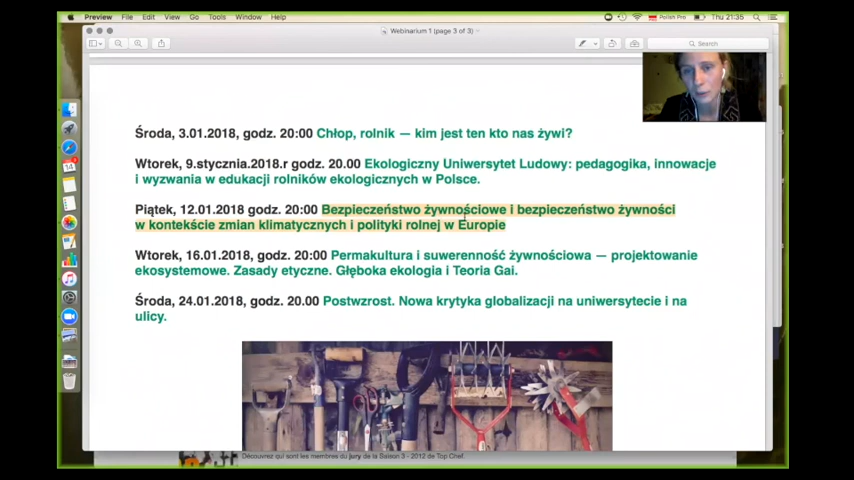 Preview File Edit View Go Tools Window Help Polish Pro Thu 21:35
Webinarium 1 (page 3 of 3)
Search
Środa, 3.01.2018, godz. 20:00 Chłop, rolnik — kim jest ten kto nas żywi?
Wtorek, 9.stycznia.2018.r godz. 20.00 Ekologiczny Uniwersytet Ludowy: pedagogika, innowacje
i wyzwania w edukacji rolników ekologicznych w Polsce.
Piątek, 12.01.2018 godz. 20:00 Bezpieczeństwo żywnościowe i bezpieczeństwo żywności
w kontekście zmian klimatycznych i polityki rolnej w Europie
Wtorek, 16.01.2018, godz. 20:00 Permakultura i suwerenność żywnościowa — projektowanie
ekosystemowe. Zasady etyczne. Głęboka ekologia i Teoria Gai.
Środa, 24.01.2018, godz. 20.00 Postwzrost. Nowa krytyka globalizacji na uniwersytecie i na
ulicy.
Découvrez qui sont les membres du jury de la Saison 3 - 2012 de Top Chef.